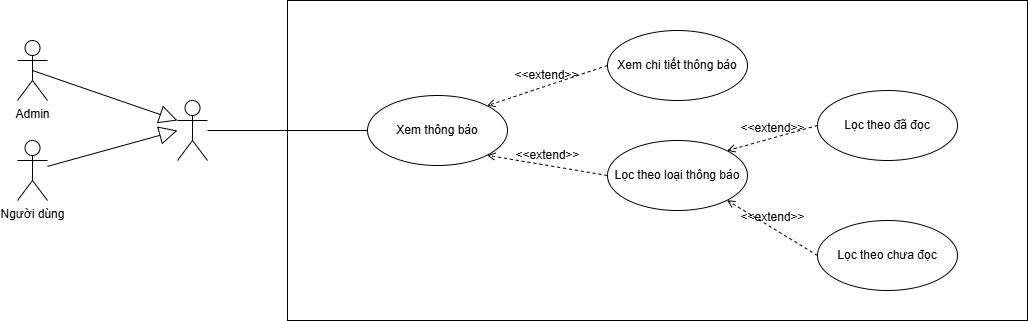 Admin
Người dùng
Xem thông báo
<<extend>>
Xem chi tiết thông báo
<<extend>>
Lọc theo loại thông báo
<<extend>>
Lọc theo đã đọc
<<extend>>
Lọc theo chưa đọc